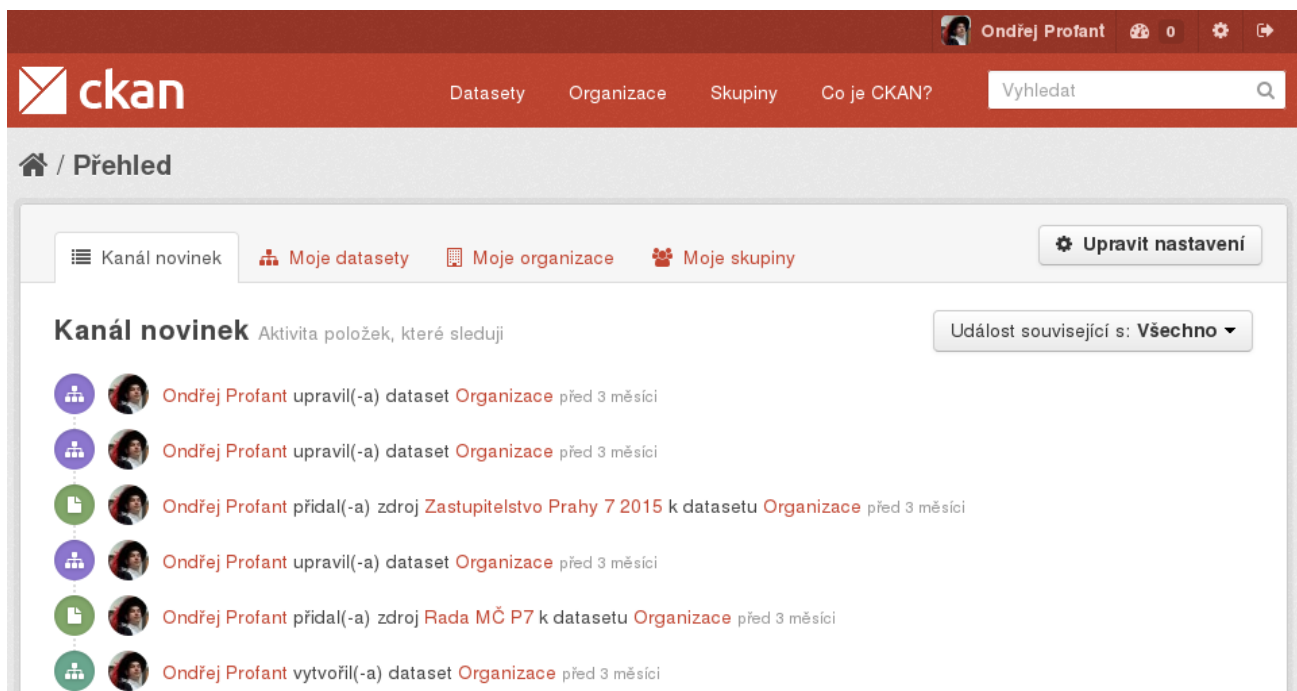 Ondřej Profant 0
ckan Datasety Organizace Skupiny Co je CKAN? Vyhledat
/ Přehled
Kanál novinek Moje datasety Moje organizace Moje skupiny Upravit nastavení
Kanál novinek Aktivita položek, které sleduji Událost související s: Všechno
Ondřej Profant upravil(-a) dataset Organizace před 3 měsíci
Ondřej Profant upravil(-a) dataset Organizace před 3 měsíci
Ondřej Profant přidal(-a) zdroj Zastupitelstvo Prahy 7 2015 k datasetu Organizace před 3 měsíci
Ondřej Profant upravil(-a) dataset Organizace před 3 měsíci
Ondřej Profant přidal(-a) zdroj Rada MČ P7 k datasetu Organizace před 3 měsíci
Ondřej Profant vytvořil(-a) dataset Organizace před 3 měsíci